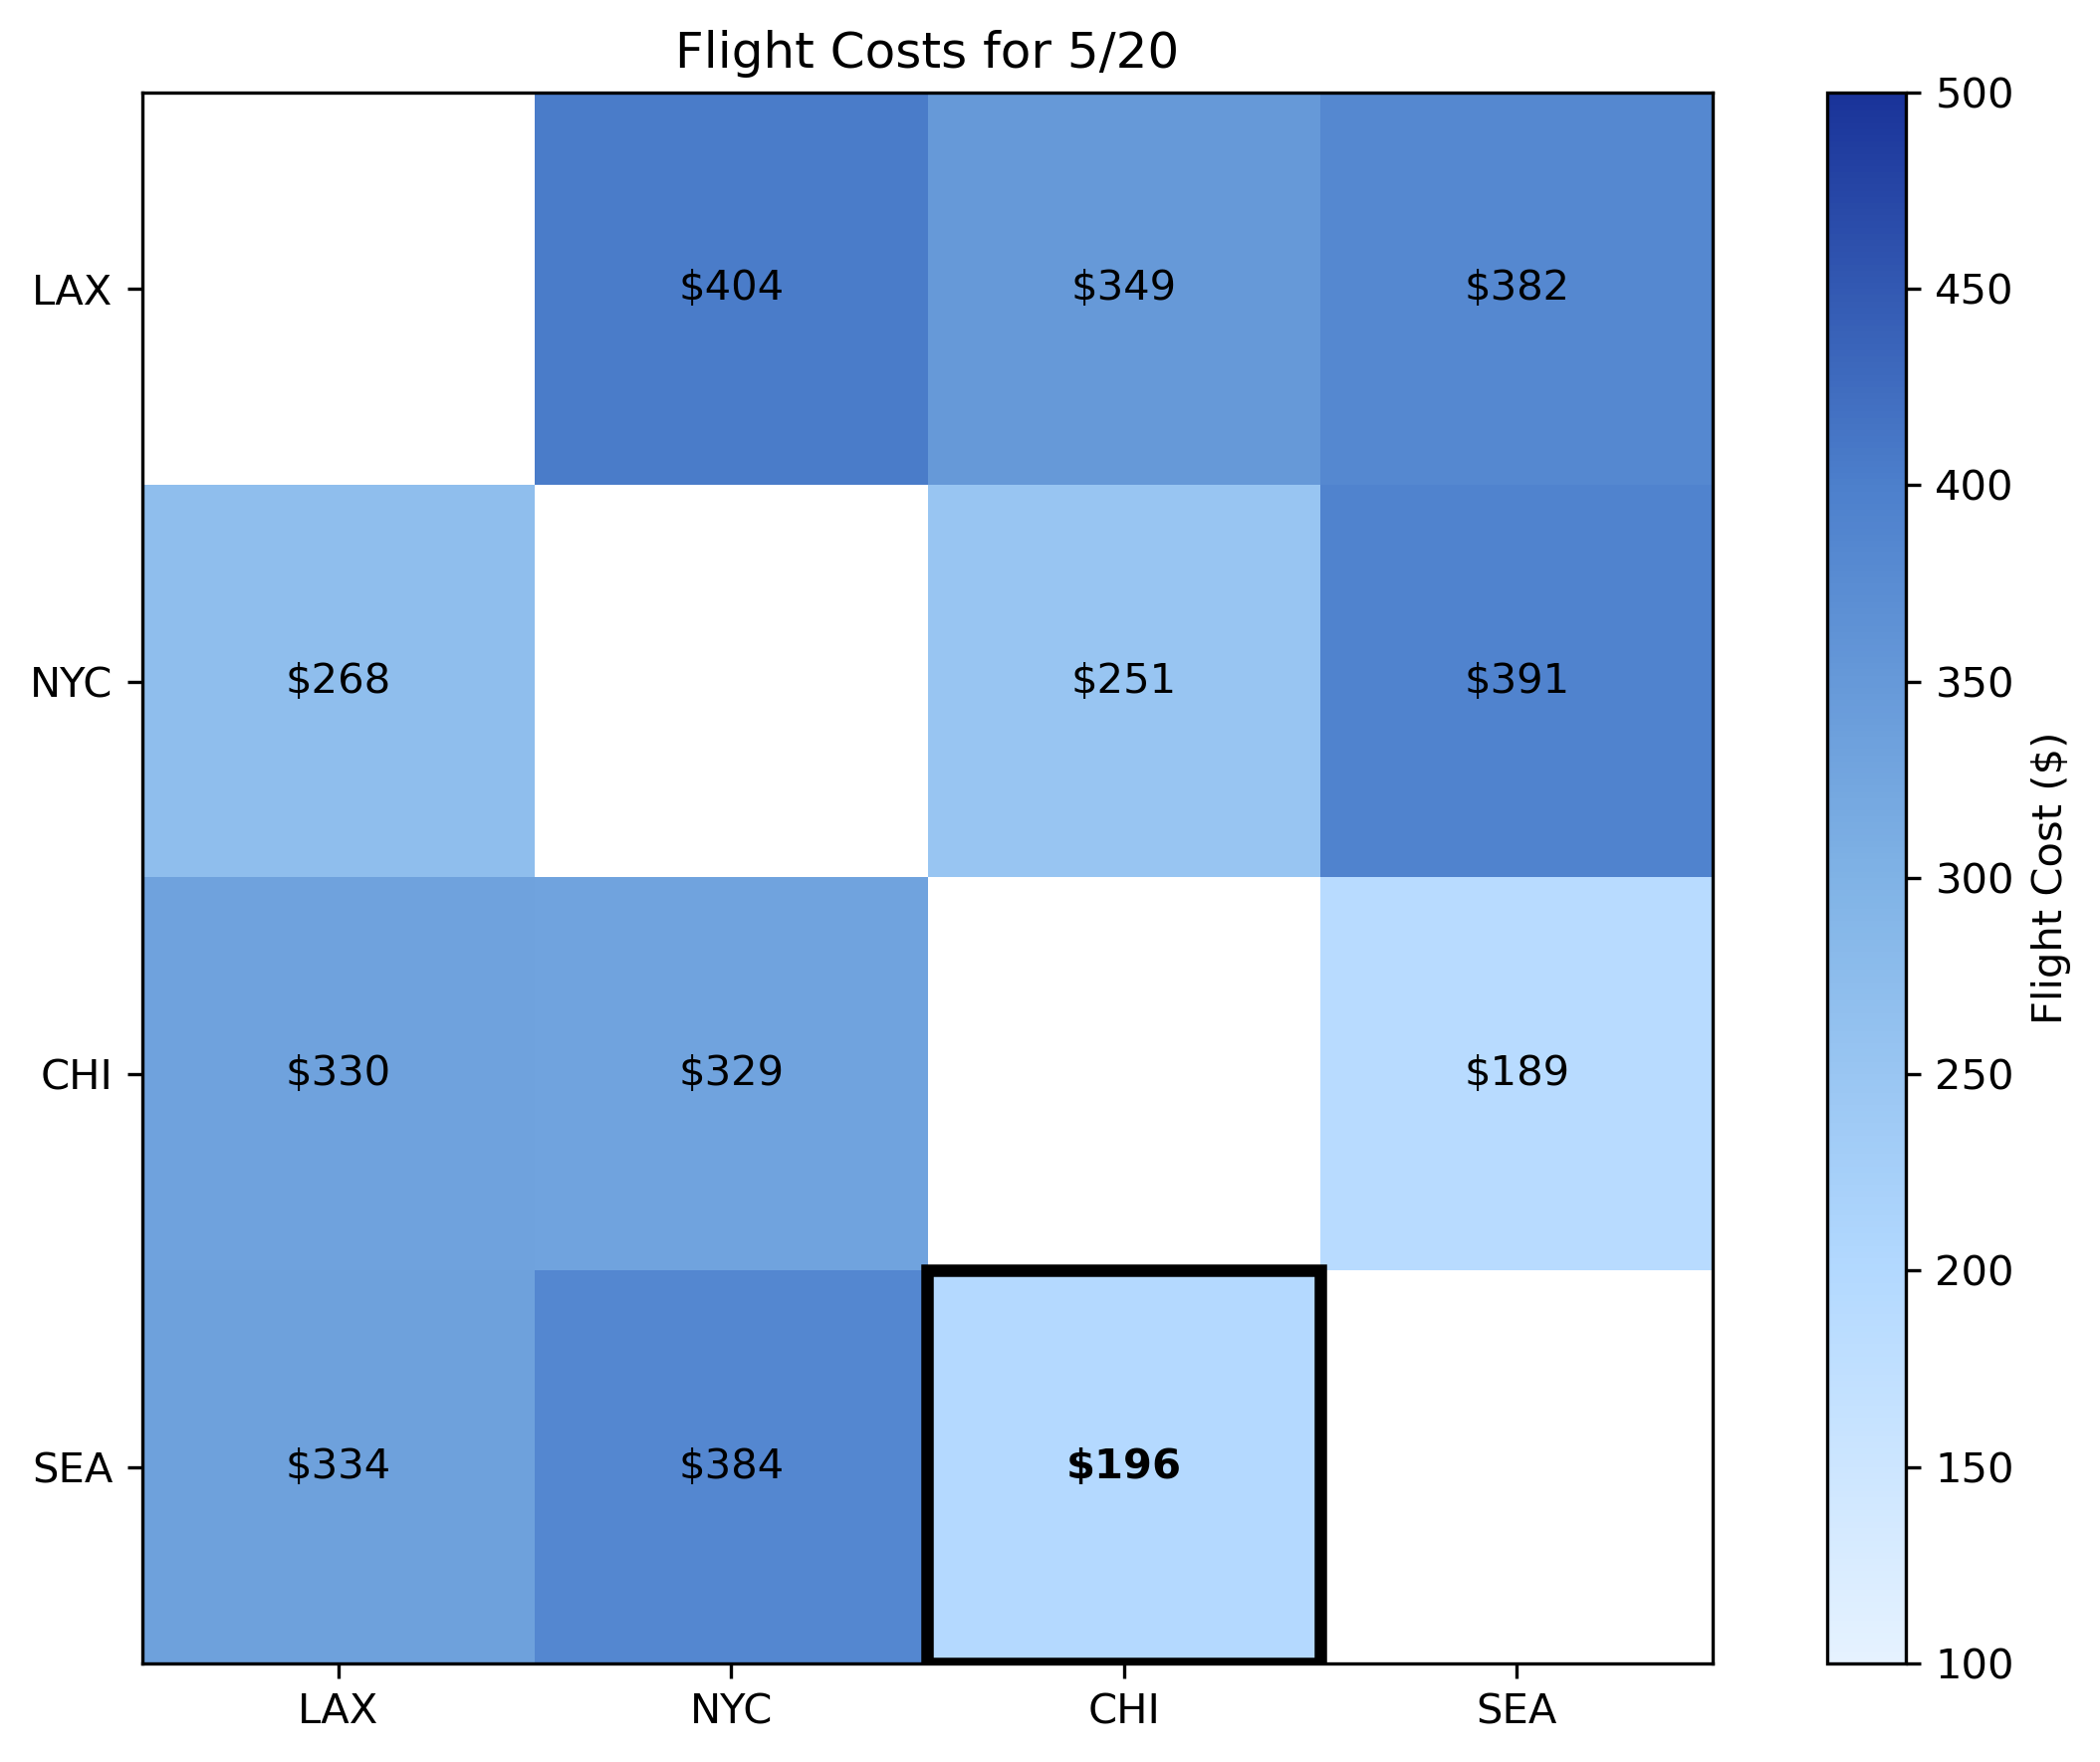 Flight Costs for 5/20
500
LAX $404 $349 $382 450
400
NYC $268 $251 $391 350
300
Flight Cost ($)
CHI $330 $329 $189 250
200
SEA $334 $384 $196 150
100
LAX NYC CHI SEA